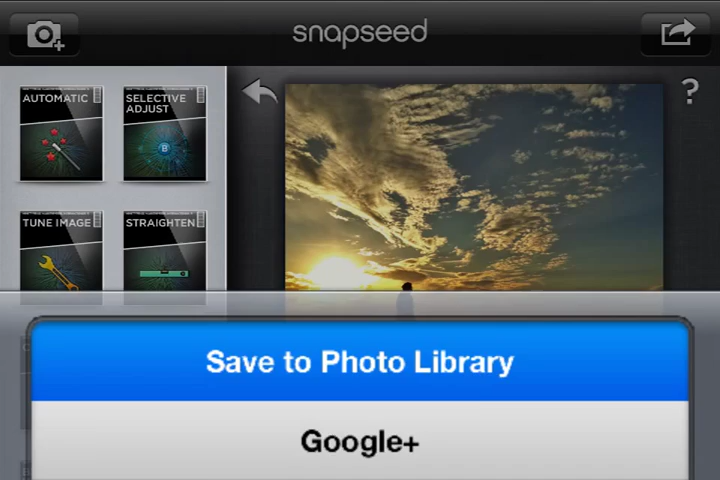 snapseed
AUTOMATIC
SELECTIVE
ADJUST
B
?
TUNE IMAGE
STRAIGHTEN
Save to Photo Library
Google+